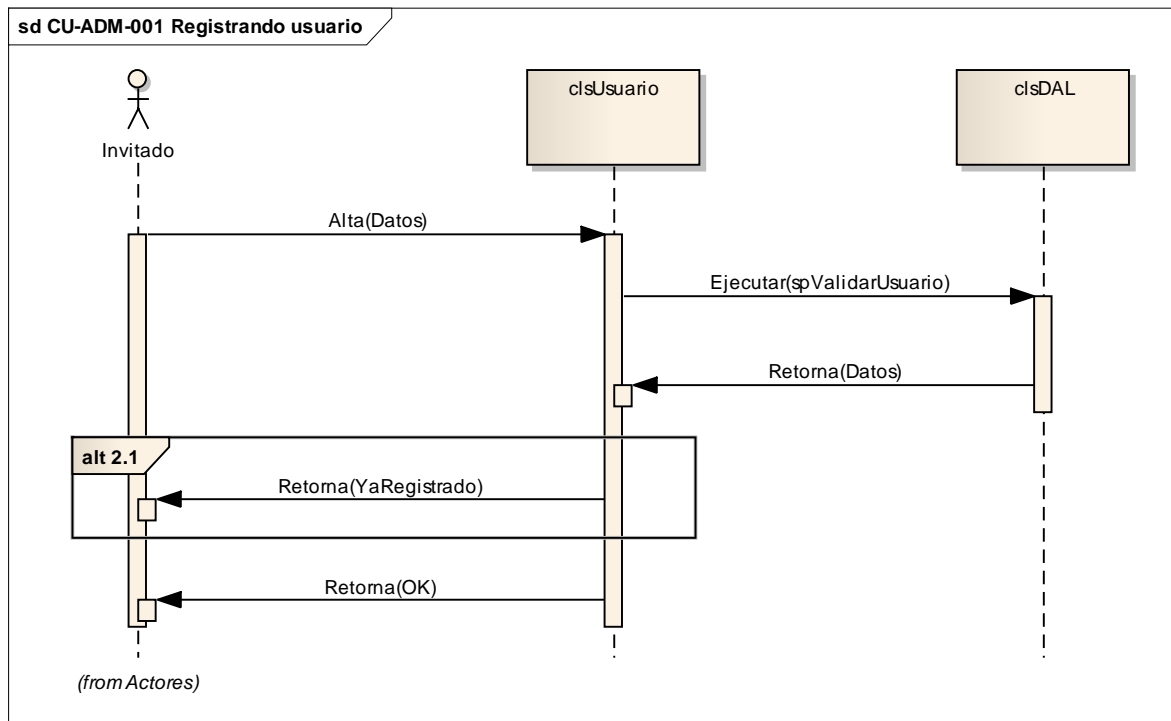 sd CU-ADM-001 Registrando usuario
Invitado
clsUsuario
clsDAL
Alta(Datos)
Ejecutar(spValidarUsuario)
Retorna(Datos)
alt 2.1
Retorna(YaRegistrado)
Retorna(OK)
(from Actores)